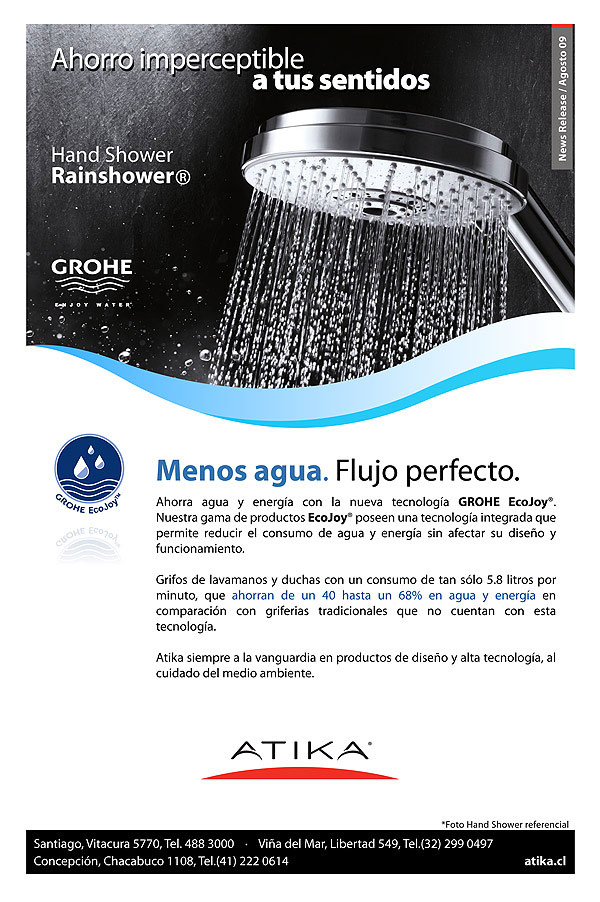 Ahorro imperceptible
a tus sentidos
News Release / Agosto 09
Hand Shower
Rainshower®
GROHE
ENJOY WATER®
GROHE EcoJoy™
Menos agua. Flujo perfecto.
Ahorra agua y energía con la nueva tecnología GROHE EcoJoy®.
Nuestra gama de productos EcoJoy® poseen una tecnología integrada que
permite reducir el consumo de agua y energía sin afectar su diseño y
funcionamiento.
Grifos de lavamanos y duchas con un consumo de tan sólo 5.8 litros por
minuto, que ahorran de un 40 hasta un 68% en agua y energía en
comparación con griferias tradicionales que no cuentan con esta
tecnología.
Atika siempre a la vanguardia en productos de diseño y alta tecnología, al
cuidado del medio ambiente.
ATIKA®
*Foto Hand Shower referencial
Santiago, Vitacura 5770, Tel. 488 3000 · Viña del Mar, Libertad 549, Tel.(32) 299 0497
Concepción, Chacabuco 1108, Tel.(41) 222 0614
atika.cl